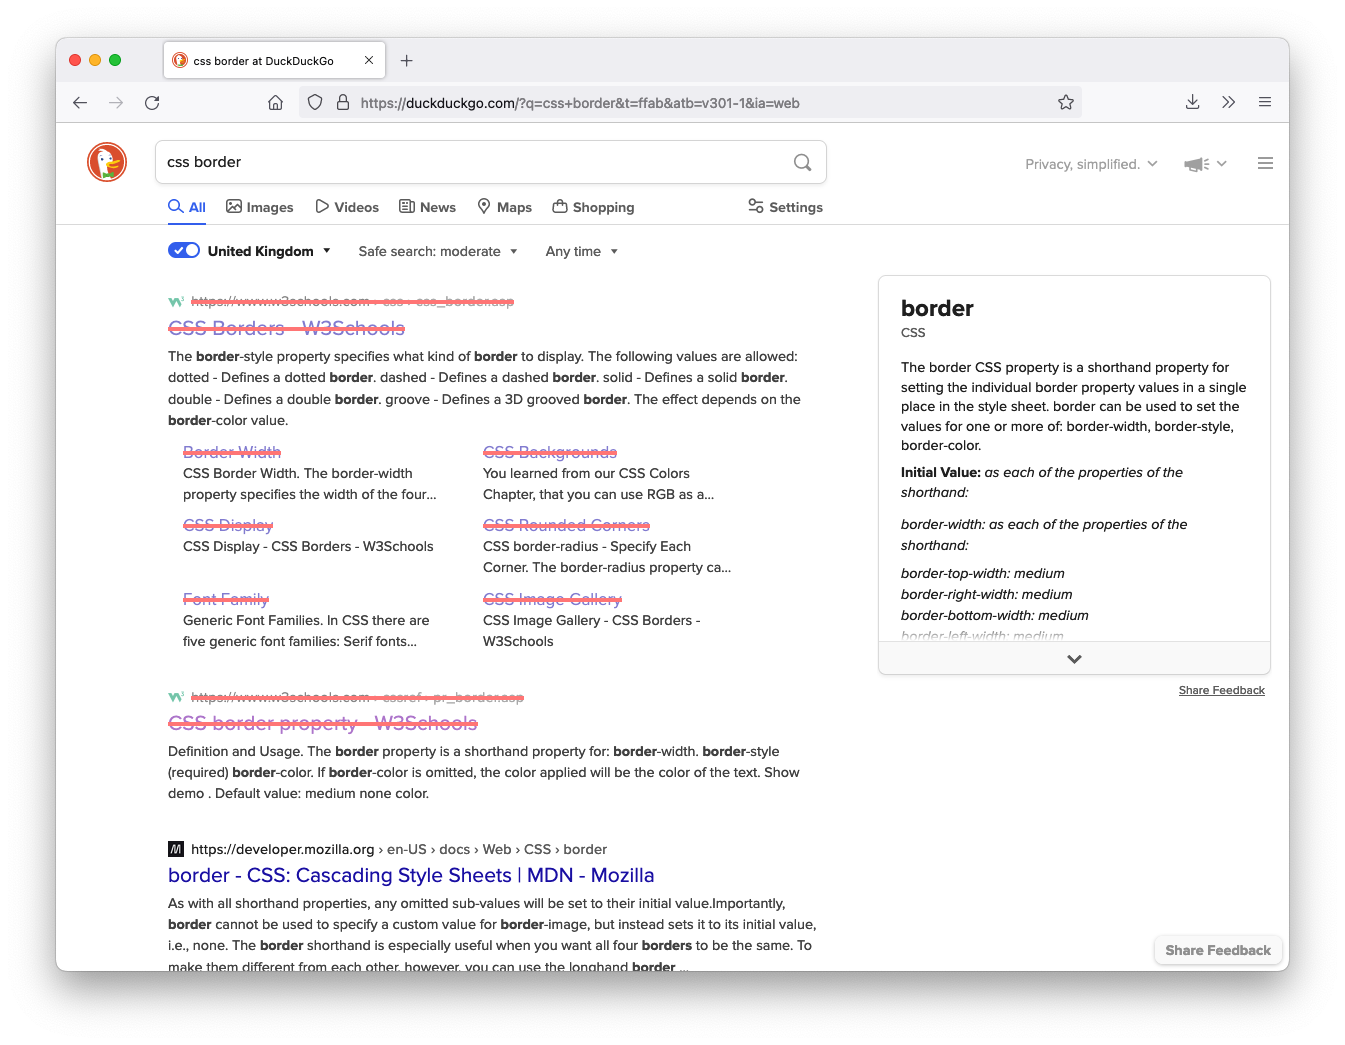 css border at DuckDuckGo
https://duckduckgo.com/?q=css+border&t=ffab&atb=v301-1&ia=web
css border
Privacy, simplified.
All Images Videos News Maps Shopping Settings
United Kingdom Safe search: moderate Any time
https://www.w3schools.com › css › css_border.asp
CSS Borders - W3Schools
The border-style property specifies what kind of border to display. The following values are allowed:
dotted - Defines a dotted border. dashed - Defines a dashed border. solid - Defines a solid border.
double - Defines a double border. groove - Defines a 3D grooved border. The effect depends on the
border-color value.
Border Width
CSS Border Width. The border-width
property specifies the width of the four...
CSS Backgrounds
You learned from our CSS Colors
Chapter, that you can use RGB as a...
CSS Display
CSS Display - CSS Borders - W3Schools
CSS Rounded Corners
CSS border-radius - Specify Each
Corner. The border-radius property ca...
Font Family
Generic Font Families. In CSS there are
five generic font families: Serif fonts...
CSS Image Gallery
CSS Image Gallery - CSS Borders -
W3Schools
https://www.w3schools.com › cssref › pr_border.asp
CSS border property - W3Schools
Definition and Usage. The border property is a shorthand property for: border-width. border-style
(required) border-color. If border-color is omitted, the color applied will be the color of the text. Show
demo . Default value: medium none color.
https://developer.mozilla.org › en-US › docs › Web › CSS › border
border - CSS: Cascading Style Sheets | MDN - Mozilla
As with all shorthand properties, any omitted sub-values will be set to their initial value.Importantly,
border cannot be used to specify a custom value for border-image, but instead sets it to its initial value,
i.e., none. The border shorthand is especially useful when you want all four borders to be the same. To
make them different from each other, however, you can use the longhand border ...
border
CSS
The border CSS property is a shorthand property for
setting the individual border property values in a single
place in the style sheet. border can be used to set the
values for one or more of: border-width, border-style,
border-color.
Initial Value: as each of the properties of the
shorthand:
border-width: as each of the properties of the
shorthand:
border-top-width: medium
border-right-width: medium
border-bottom-width: medium
border-left-width: medium
Share Feedback
Share Feedback